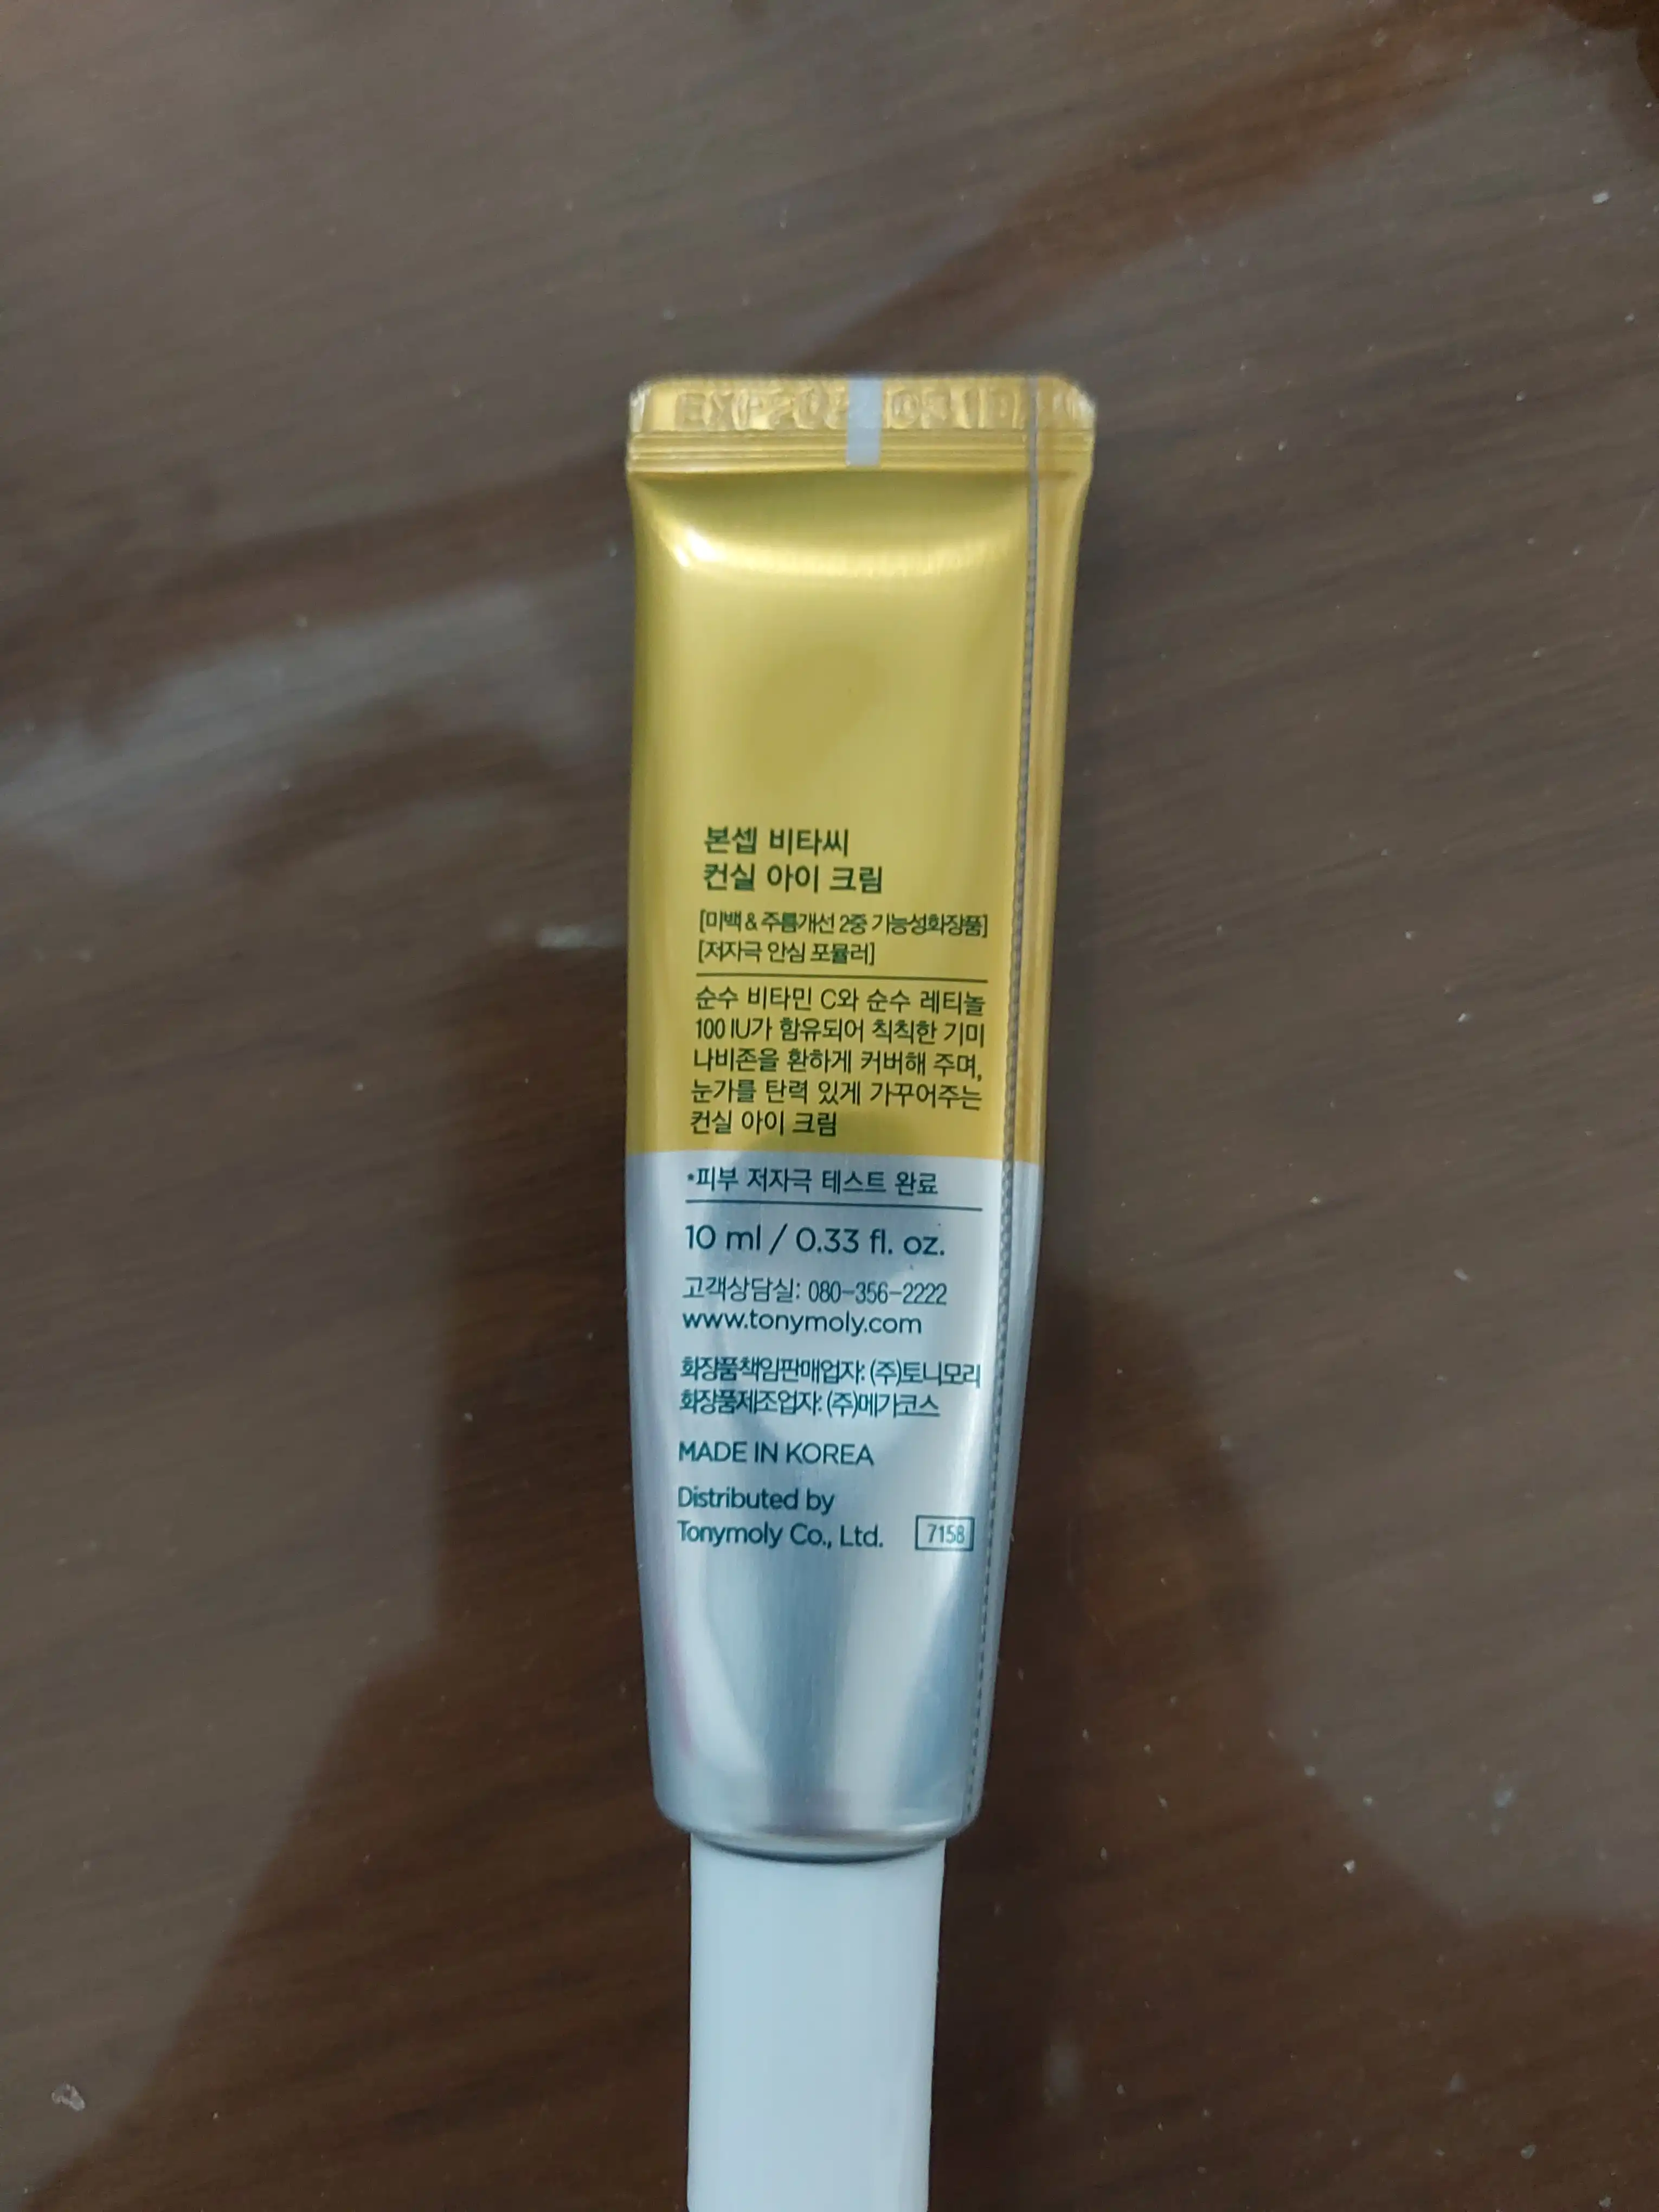 본셉 비타씨
컨실 아이 크림
[미백 & 주름개선 2중 기능성화장품]
[저자극 안심 포뮬러]
순수 비타민 C와 순수 레티놀
100 IU가 함유되어 칙칙한 기미
나비존을 환하게 커버해 주며,
눈가를 탄력 있게 가꾸어주는
컨실 아이 크림
*피부 저자극 테스트 완료
10 ml / 0.33 fl. oz.
고객상담실: 080-356-2222
www.tonymoly.com
화장품책임판매업자: (주)토니모리
화장품제조업자: (주)메가코스
MADE IN KOREA
Distributed by
Tonymoly Co., Ltd. 7158